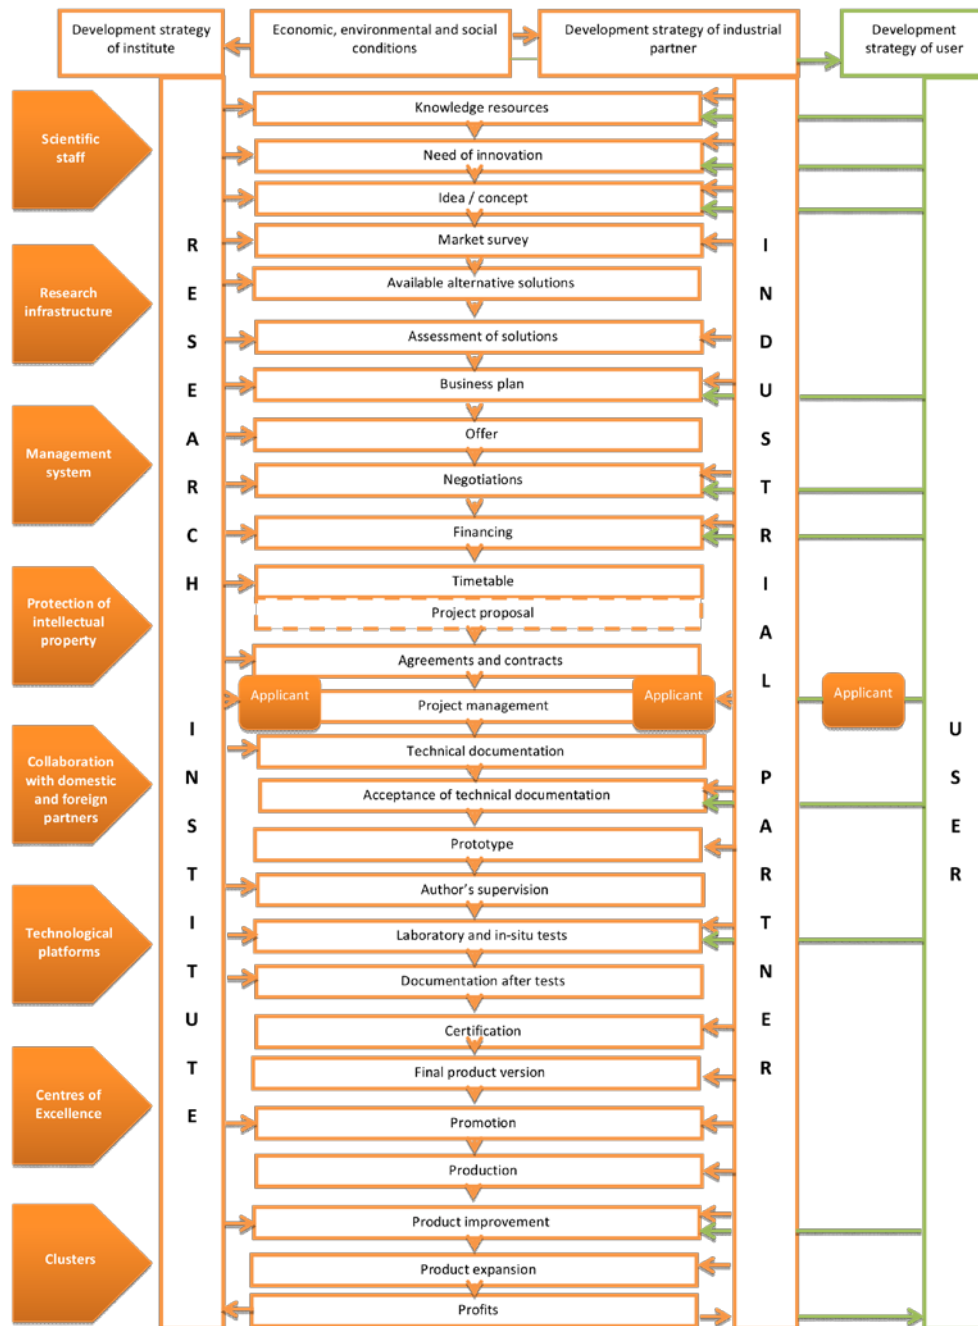 Development strategy
of institute
Economic, environmental and social
conditions
Development strategy of industrial
partner
Development
strategy of user
Scientific
staff
Research
infrastructure
Management
system
Protection of
intellectual
property
Collaboration
with domestic
and foreign
partners
Technological
platforms
Centres of
Excellence
Clusters
RESEARCH INSTITUTE
Knowledge resources
Need of innovation
Idea / concept
Market survey
Available alternative solutions
Assessment of solutions
Business plan
Offer
Negotiations
Financing
Timetable
Project proposal
Agreements and contracts
Applicant
Applicant
Applicant
Project management
Technical documentation
Acceptance of technical documentation
Prototype
Author's supervision
Laboratory and in-situ tests
Documentation after tests
Certification
Final product version
Promotion
Production
Product improvement
Product expansion
Profits
INDUSTRIAL PARTNER
USER